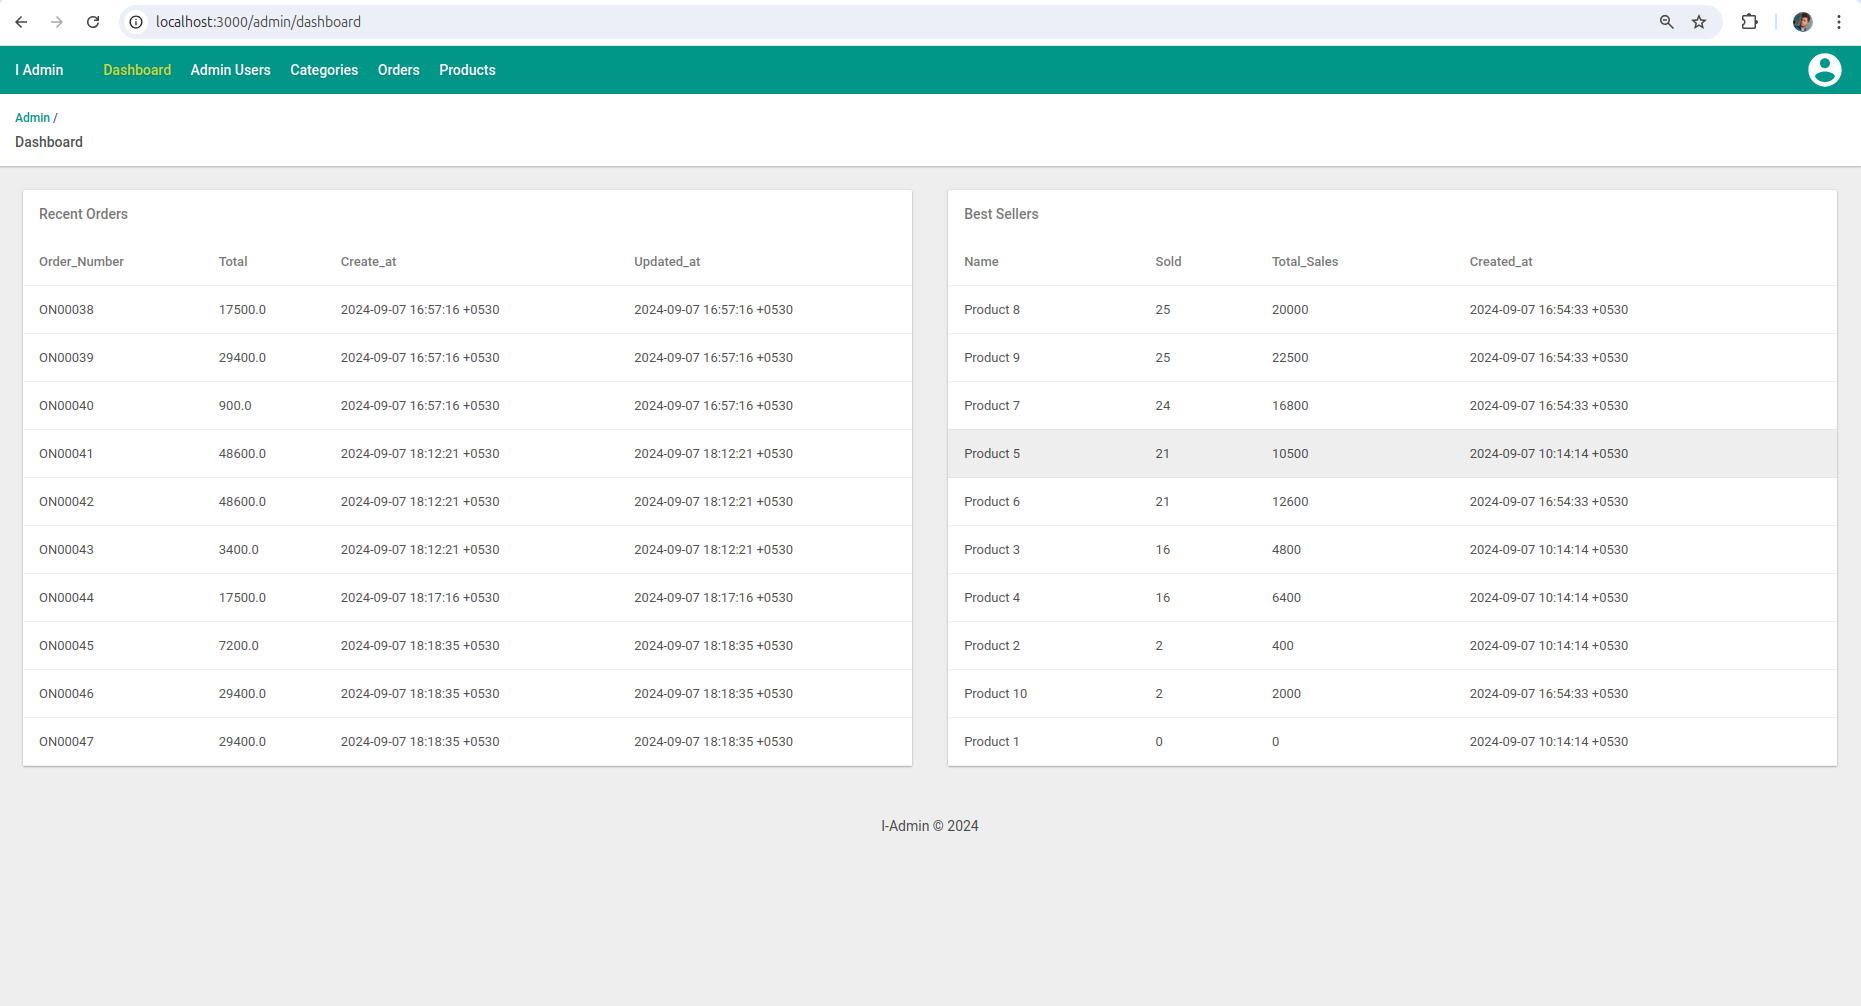 localhost:3000/admin/dashboard
I Admin Dashboard Admin Users Categories Orders Products
Admin /
Dashboard
Recent Orders
Order_Number Total Create_at Updated_at
ON00038 17500.0 2024-09-07 16:57:16 +0530 2024-09-07 16:57:16 +0530
ON00039 29400.0 2024-09-07 16:57:16 +0530 2024-09-07 16:57:16 +0530
ON00040 900.0 2024-09-07 16:57:16 +0530 2024-09-07 16:57:16 +0530
ON00041 48600.0 2024-09-07 18:12:21 +0530 2024-09-07 18:12:21 +0530
ON00042 48600.0 2024-09-07 18:12:21 +0530 2024-09-07 18:12:21 +0530
ON00043 3400.0 2024-09-07 18:12:21 +0530 2024-09-07 18:12:21 +0530
ON00044 17500.0 2024-09-07 18:17:16 +0530 2024-09-07 18:17:16 +0530
ON00045 7200.0 2024-09-07 18:18:35 +0530 2024-09-07 18:18:35 +0530
ON00046 29400.0 2024-09-07 18:18:35 +0530 2024-09-07 18:18:35 +0530
ON00047 29400.0 2024-09-07 18:18:35 +0530 2024-09-07 18:18:35 +0530
Best Sellers
Name Sold Total_Sales Created_at
Product 8 25 20000 2024-09-07 16:54:33 +0530
Product 9 25 22500 2024-09-07 16:54:33 +0530
Product 7 24 16800 2024-09-07 16:54:33 +0530
Product 5 21 10500 2024-09-07 10:14:14 +0530
Product 6 21 12600 2024-09-07 16:54:33 +0530
Product 3 16 4800 2024-09-07 10:14:14 +0530
Product 4 16 6400 2024-09-07 10:14:14 +0530
Product 2 2 400 2024-09-07 10:14:14 +0530
Product 10 2 2000 2024-09-07 16:54:33 +0530
Product 1 0 0 2024-09-07 10:14:14 +0530
I-Admin © 2024